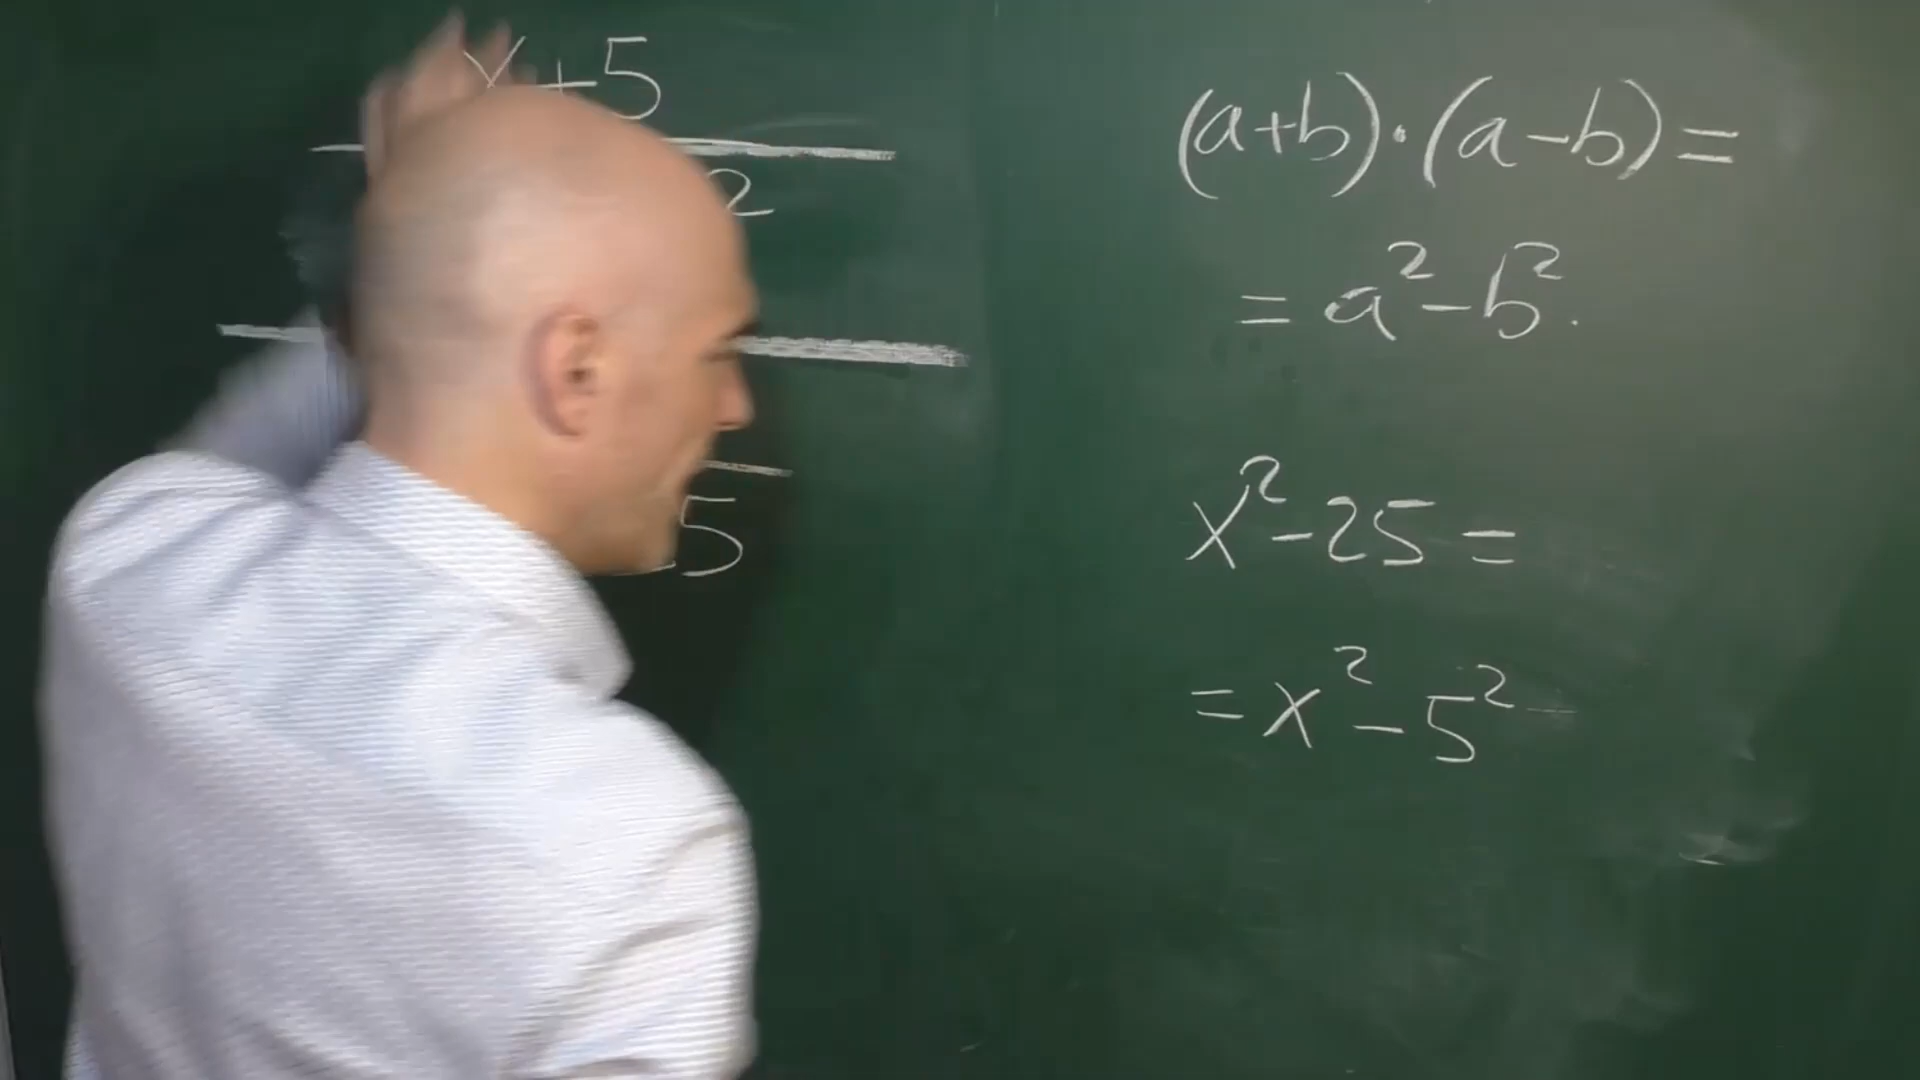 x+5
2
5
(a+b)·(a-b)=
=a²-b².
x²-25=
=x²-5²